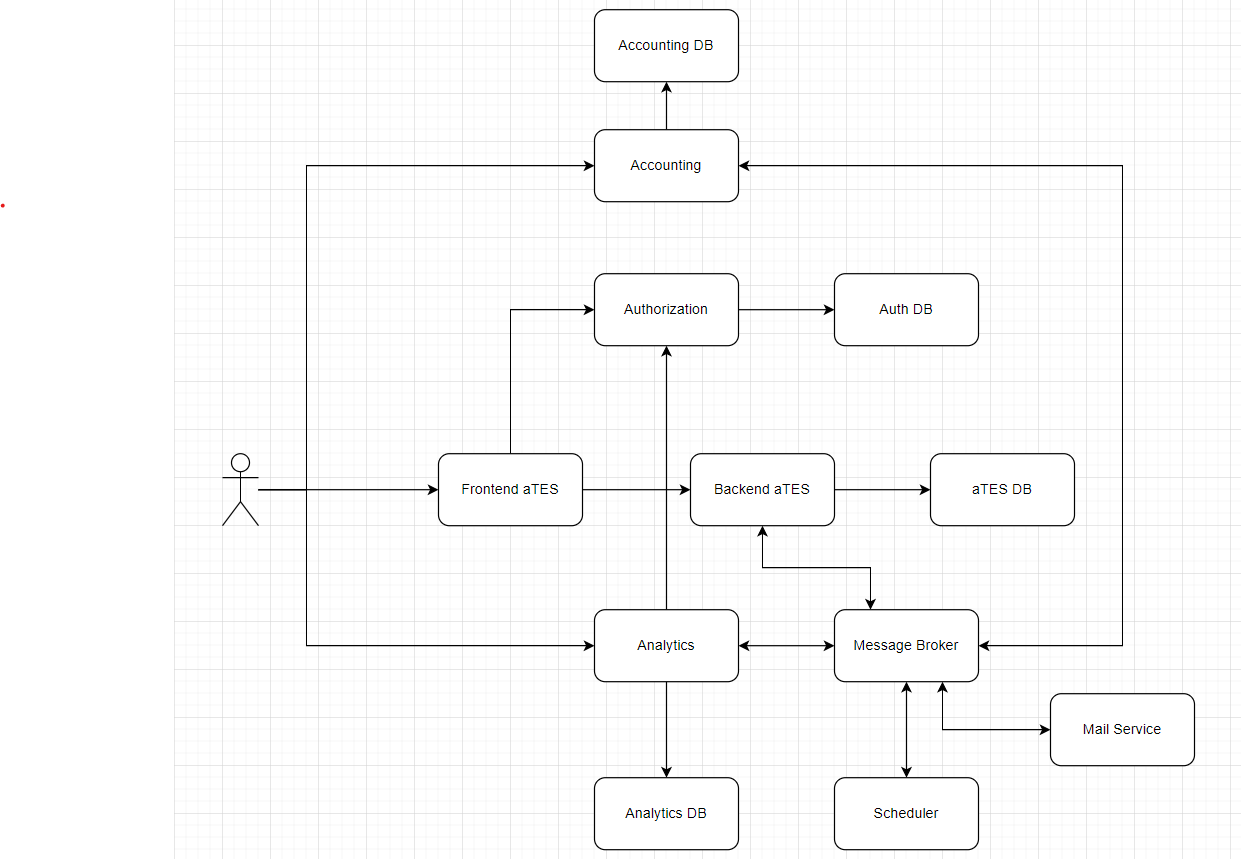 Accounting DB
Accounting
Authorization
Auth DB
Frontend aTES
Backend aTES
aTES DB
Analytics
Message Broker
Mail Service
Analytics DB
Scheduler